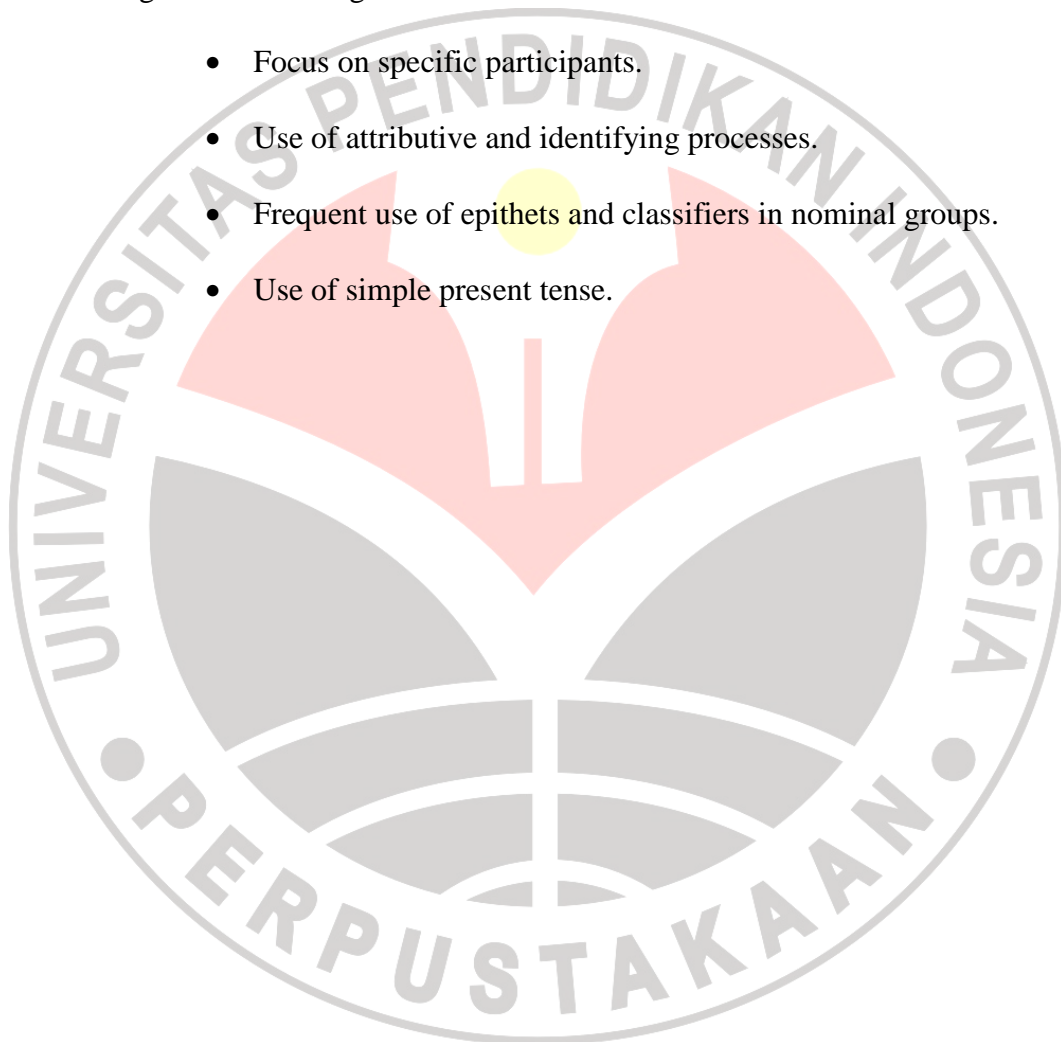 • Focus on specific participants.
• Use of attributive and identifying processes.
• Frequent use of epithets and classifiers in nominal groups.
• Use of simple present tense.
UNIVERSITAS PENDIDIKAN INDONESIA
PERPUSTAKAAN